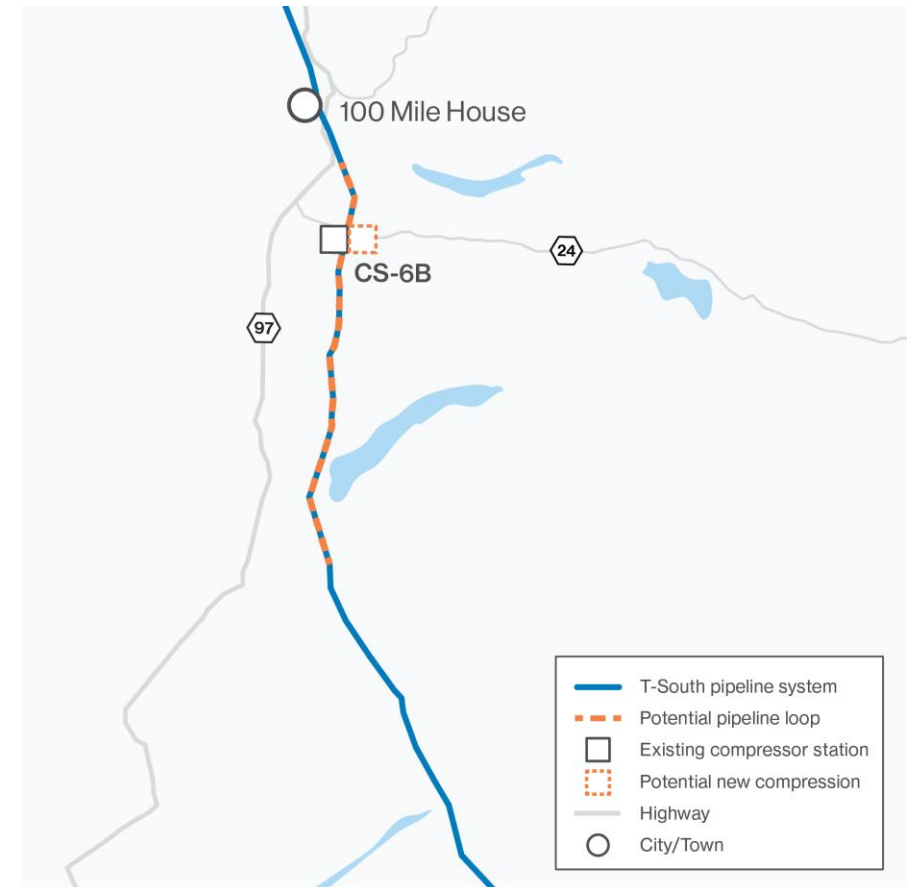 100 Mile House
CS-6B
24
97
T-South pipeline system
Potential pipeline loop
Existing compressor station
Potential new compression
Highway
City/Town